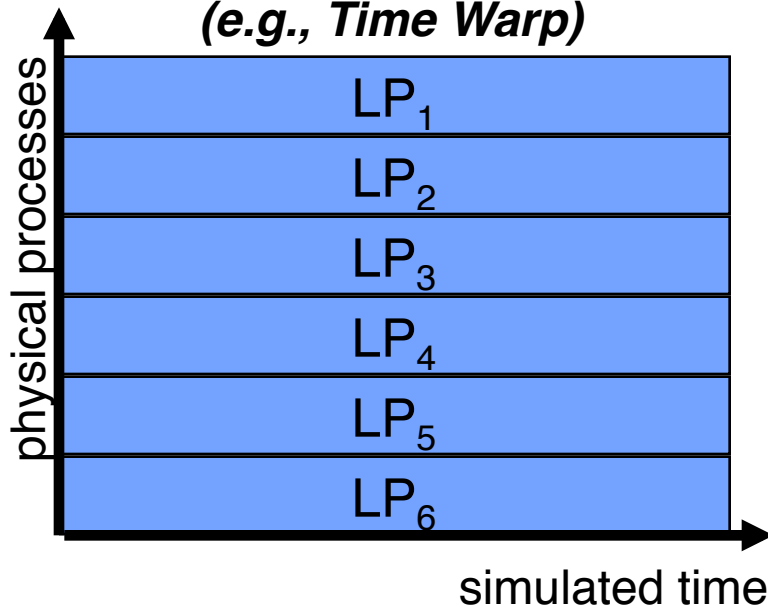 (e.g., Time Warp)
physical processes
LP₁
LP₂
LP₃
LP₄
LP₅
LP₆
simulated time